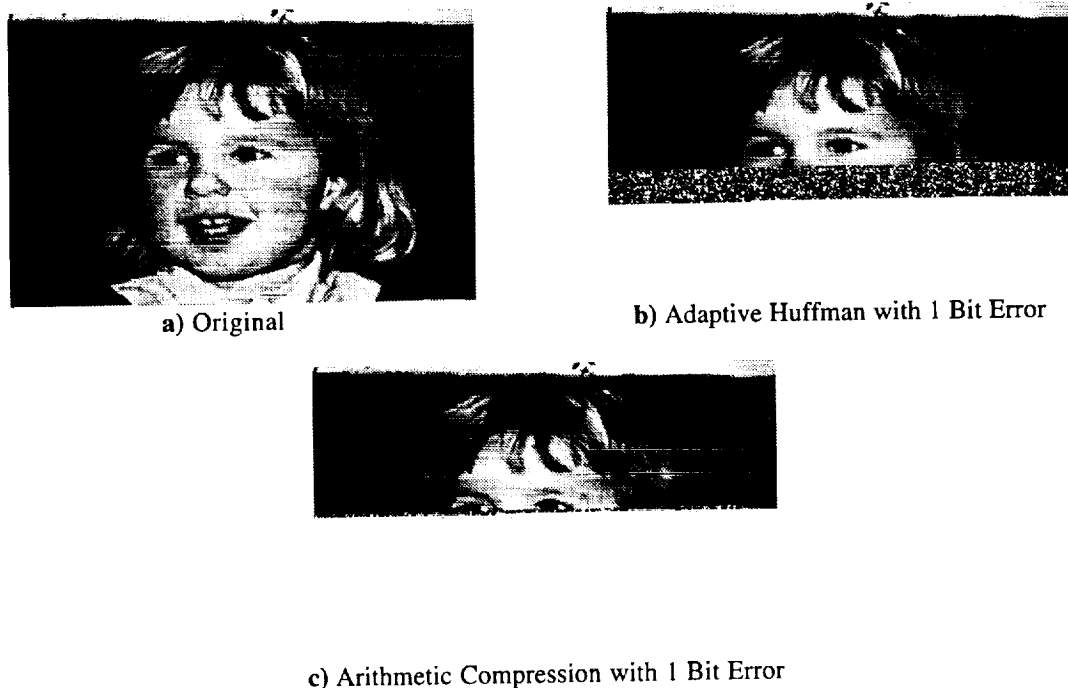 a) Original
b) Adaptive Huffman with 1 Bit Error
c) Arithmetic Compression with 1 Bit Error